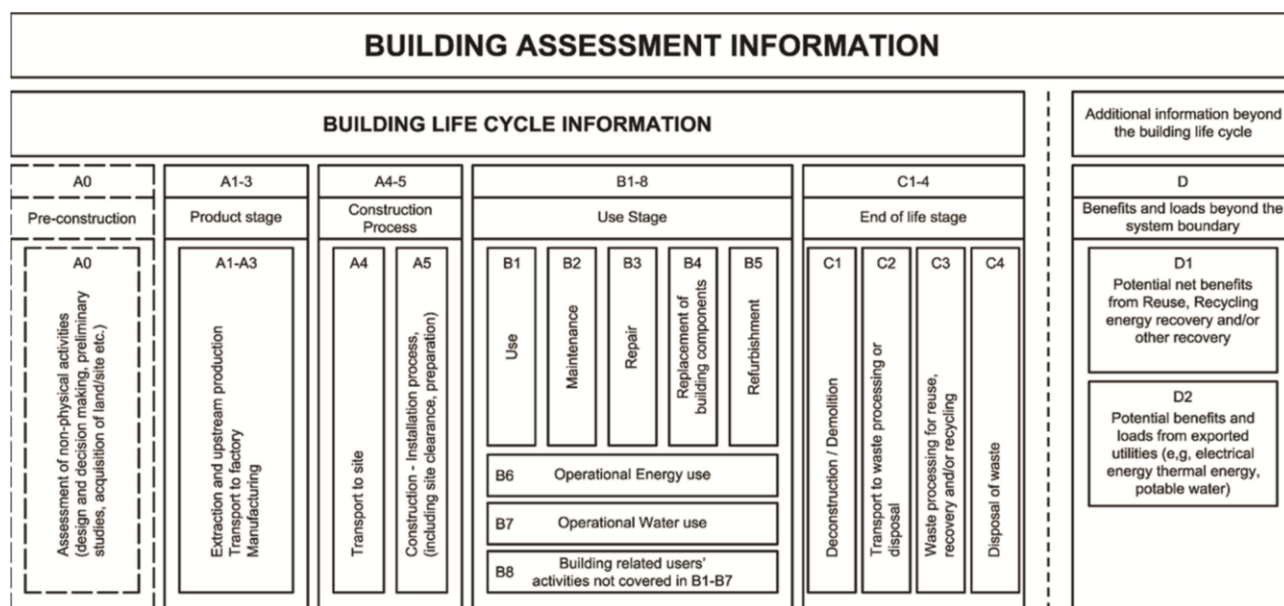 BUILDING ASSESSMENT INFORMATION
BUILDING LIFE CYCLE INFORMATION
Additional information beyond
the building life cycle
A0
Pre-construction
A0
Assessment of non-physical activities
(design and decision making, preliminary
studies, acquisition of land/site etc.)
A1-3
Product stage
A1-A3
Extraction and upstream production
Transport to factory
Manufacturing
A4-5
Construction
Process
A4
Transport to site
A5
Construction - Installation process,
(including site clearance, preparation)
B1-8
Use Stage
B1
Use
B2
Maintenance
B3
Repair
B4
Replacement of
building components
B5
Refurbishment
B6
Operational Energy use
B7
Operational Water use
B8
Building related users'
activities not covered in B1-B7
C1-4
End of life stage
C1
Deconstruction / Demolition
C2
Transport to waste processing or
disposal
C3
Waste processing for reuse,
recovery and/or recycling
C4
Disposal of waste
D
Benefits and loads beyond the
system boundary
D1
Potential net benefits
from Reuse, Recycling
energy recovery and/or
other recovery
D2
Potential benefits and
loads from exported
utilities (e,g, electrical
energy thermal energy,
potable water)